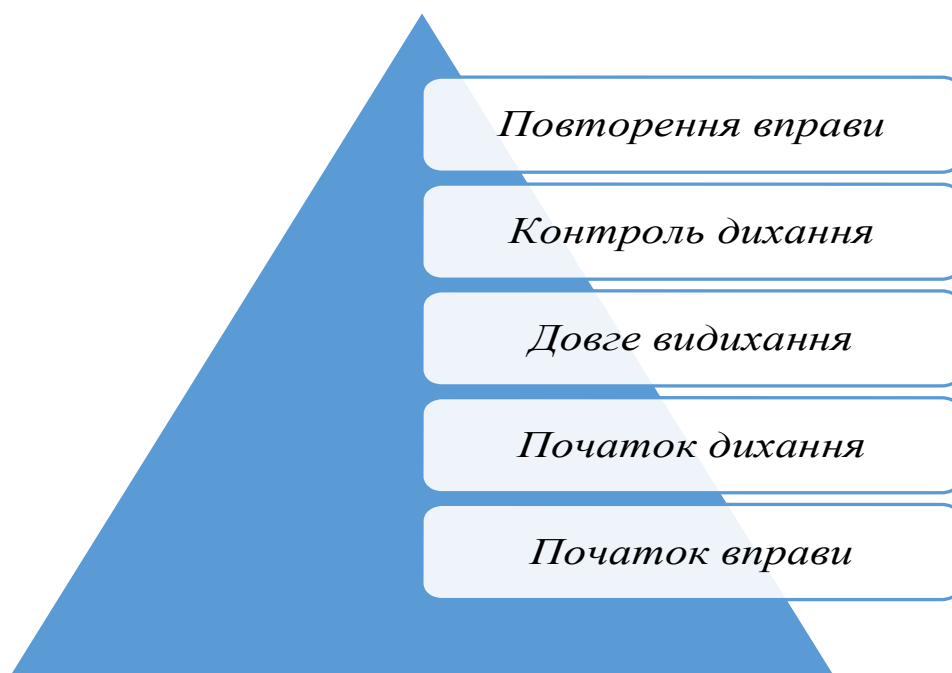 Повторення вправи
Контроль дихання
Довге видихання
Початок дихання
Початок вправи